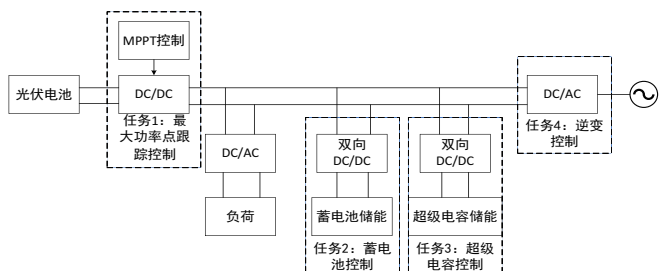 MPPT控制
光伏电池
DC/DC
任务1：最
大功率点跟
踪控制
DC/AC
负荷
双向
DC/DC
蓄电池储能
任务2：蓄电
池控制
双向
DC/DC
超级电容储能
任务3：超级
电容控制
DC/AC
任务4：逆变
控制